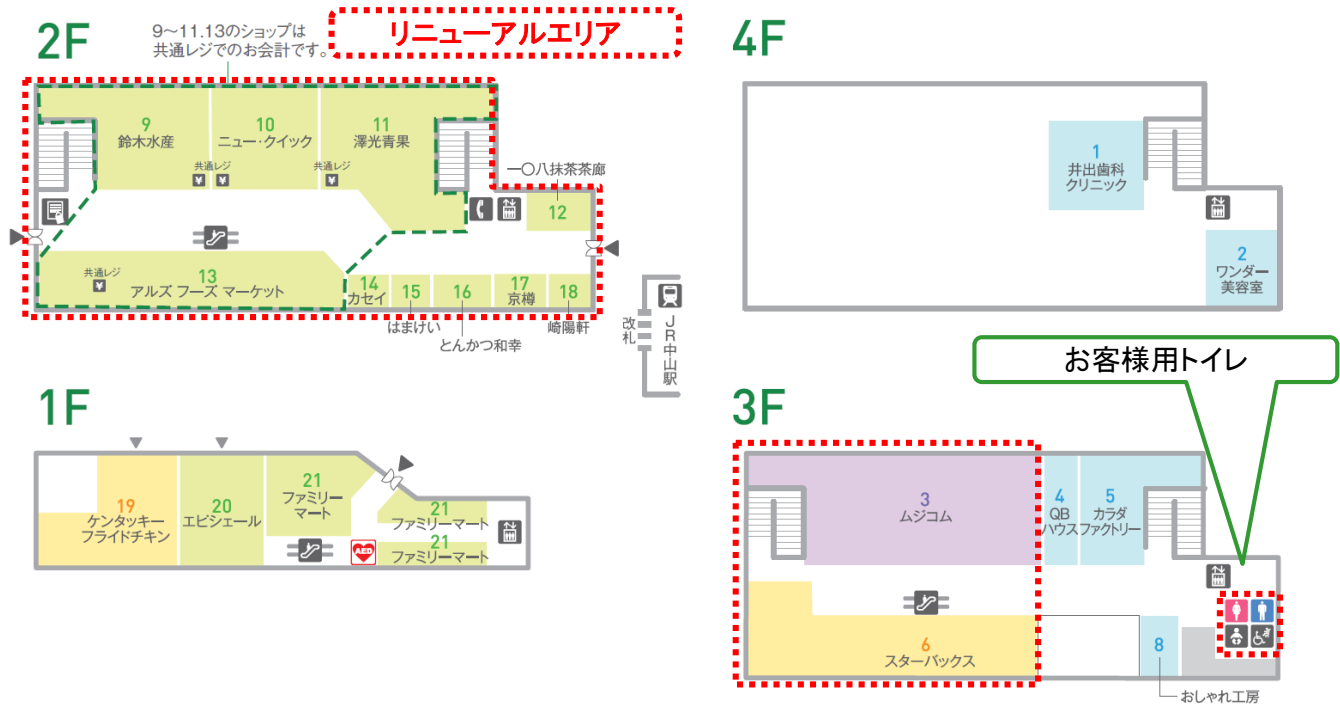 2F
9〜11.13のショップは
共通レジでのお会計です。
リニューアルエリア
9
鈴木水産
10
ニュー・クイック
11
澤光青果
共通レジ
共通レジ
一〇八抹茶茶廊
12
共通レジ
13
アルズ フーズ マーケット
14
カセイ
15
はまけい
16
とんかつ和幸
17
京樽
18
崎陽軒
改札
JR中山駅
4F
1
井出歯科
クリニック
2
ワンダー
美容室
1F
19
ケンタッキー
フライドチキン
20
エビシェール
21
ファミリー
マート
21
ファミリーマート
21
ファミリーマート
AED
お客様用トイレ
3F
3
ムジコム
4
QB
ハウス
5
カラダ
ファクトリー
6
スターバックス
8
おしゃれ工房